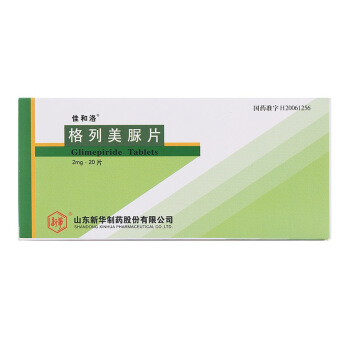 国药准字H20061256
佳和洛®
格列美脲片
Glimepiride Tablets
2mg·20片
新华
山东新华制药股份有限公司
SHANDONG XINHUA PHARMACEUTICAL CO.,LTD.